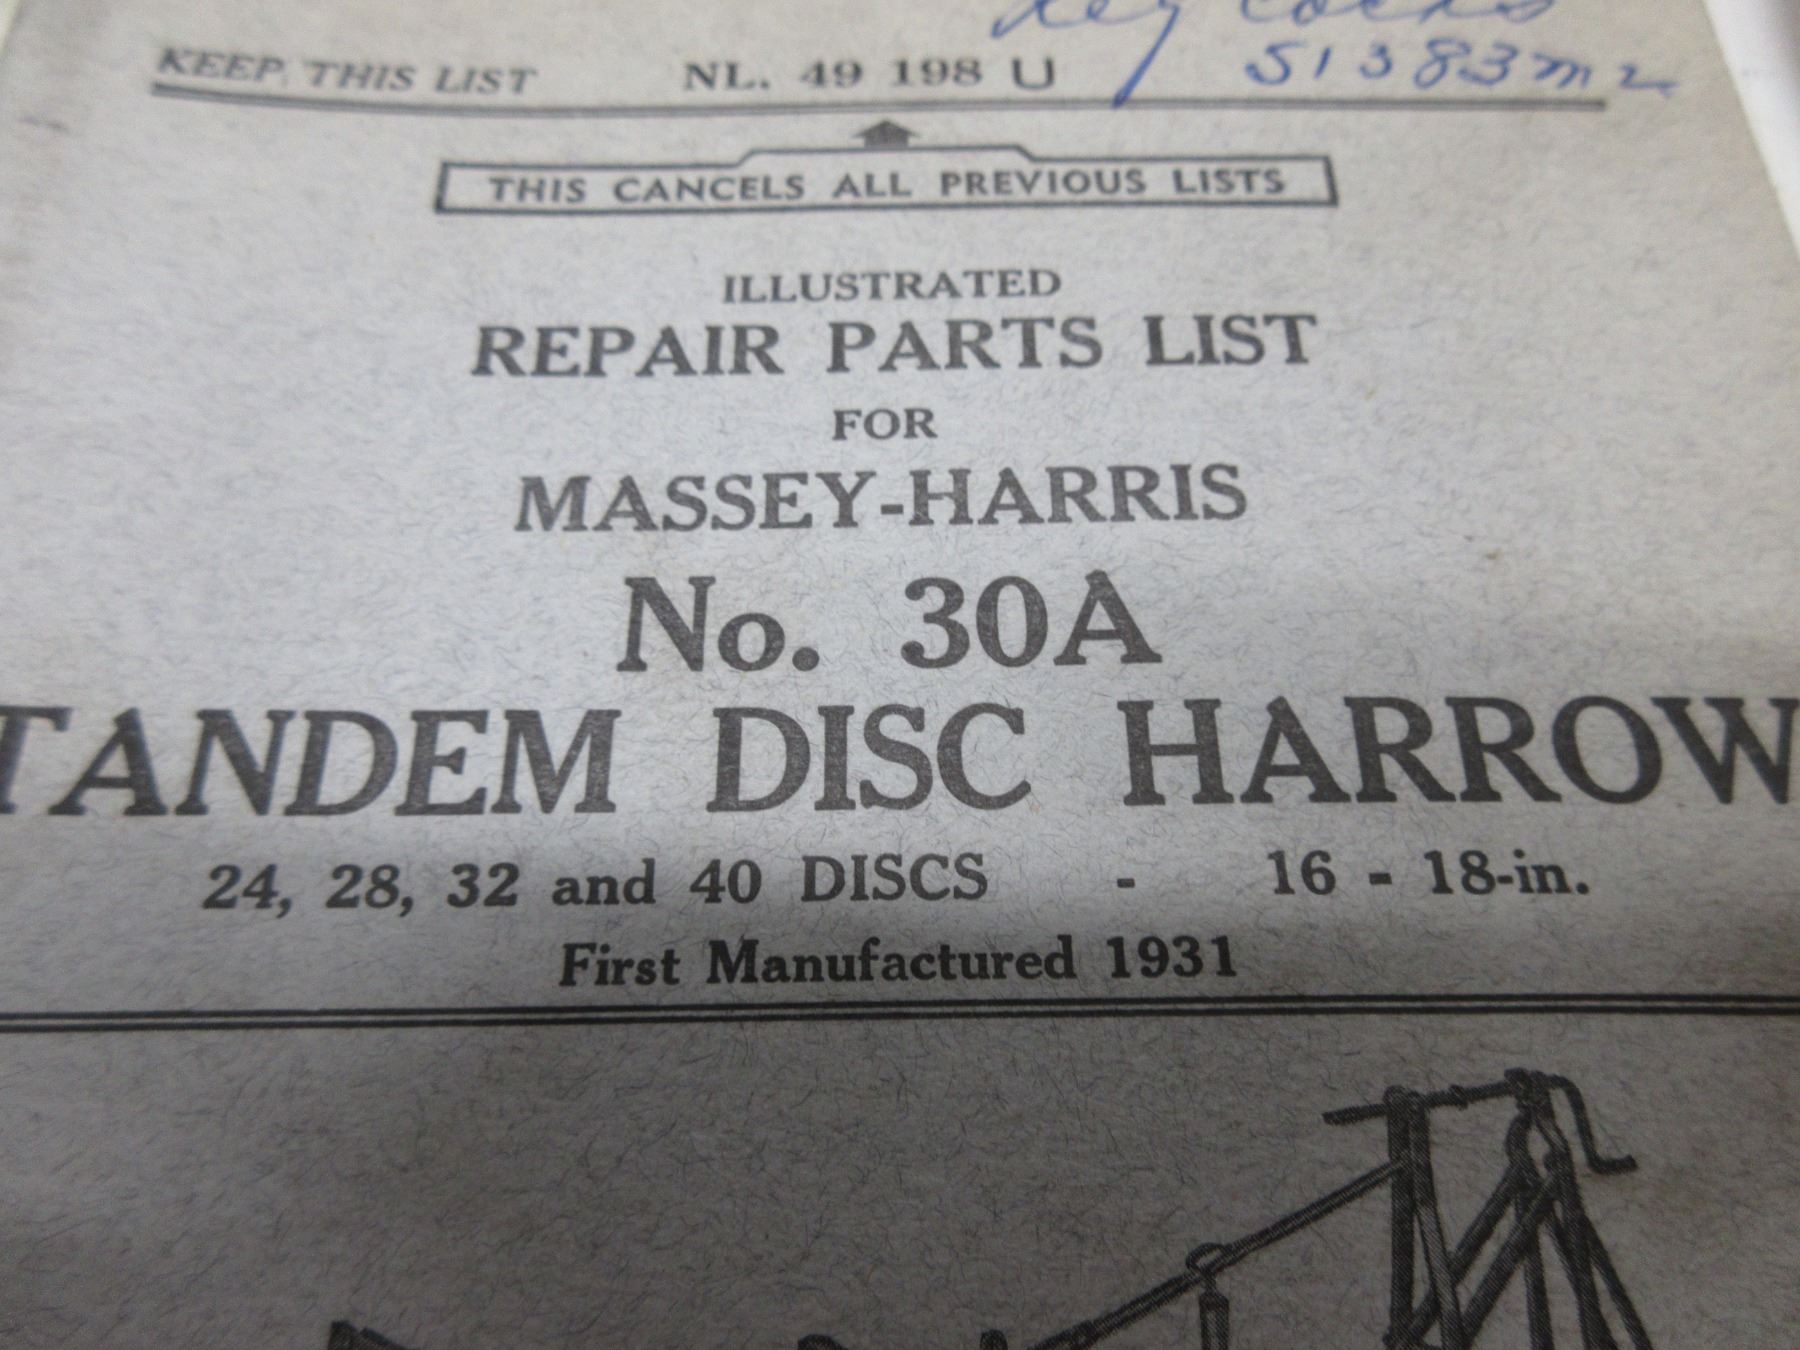 51383m2
KEEP THIS LIST NL. 49 198 U
THIS CANCELS ALL PREVIOUS LISTS
ILLUSTRATED
REPAIR PARTS LIST
FOR
MASSEY-HARRIS
No. 30A
TANDEM DISC HARROW
24, 28, 32 and 40 DISCS - 16 - 18-in.
First Manufactured 1931